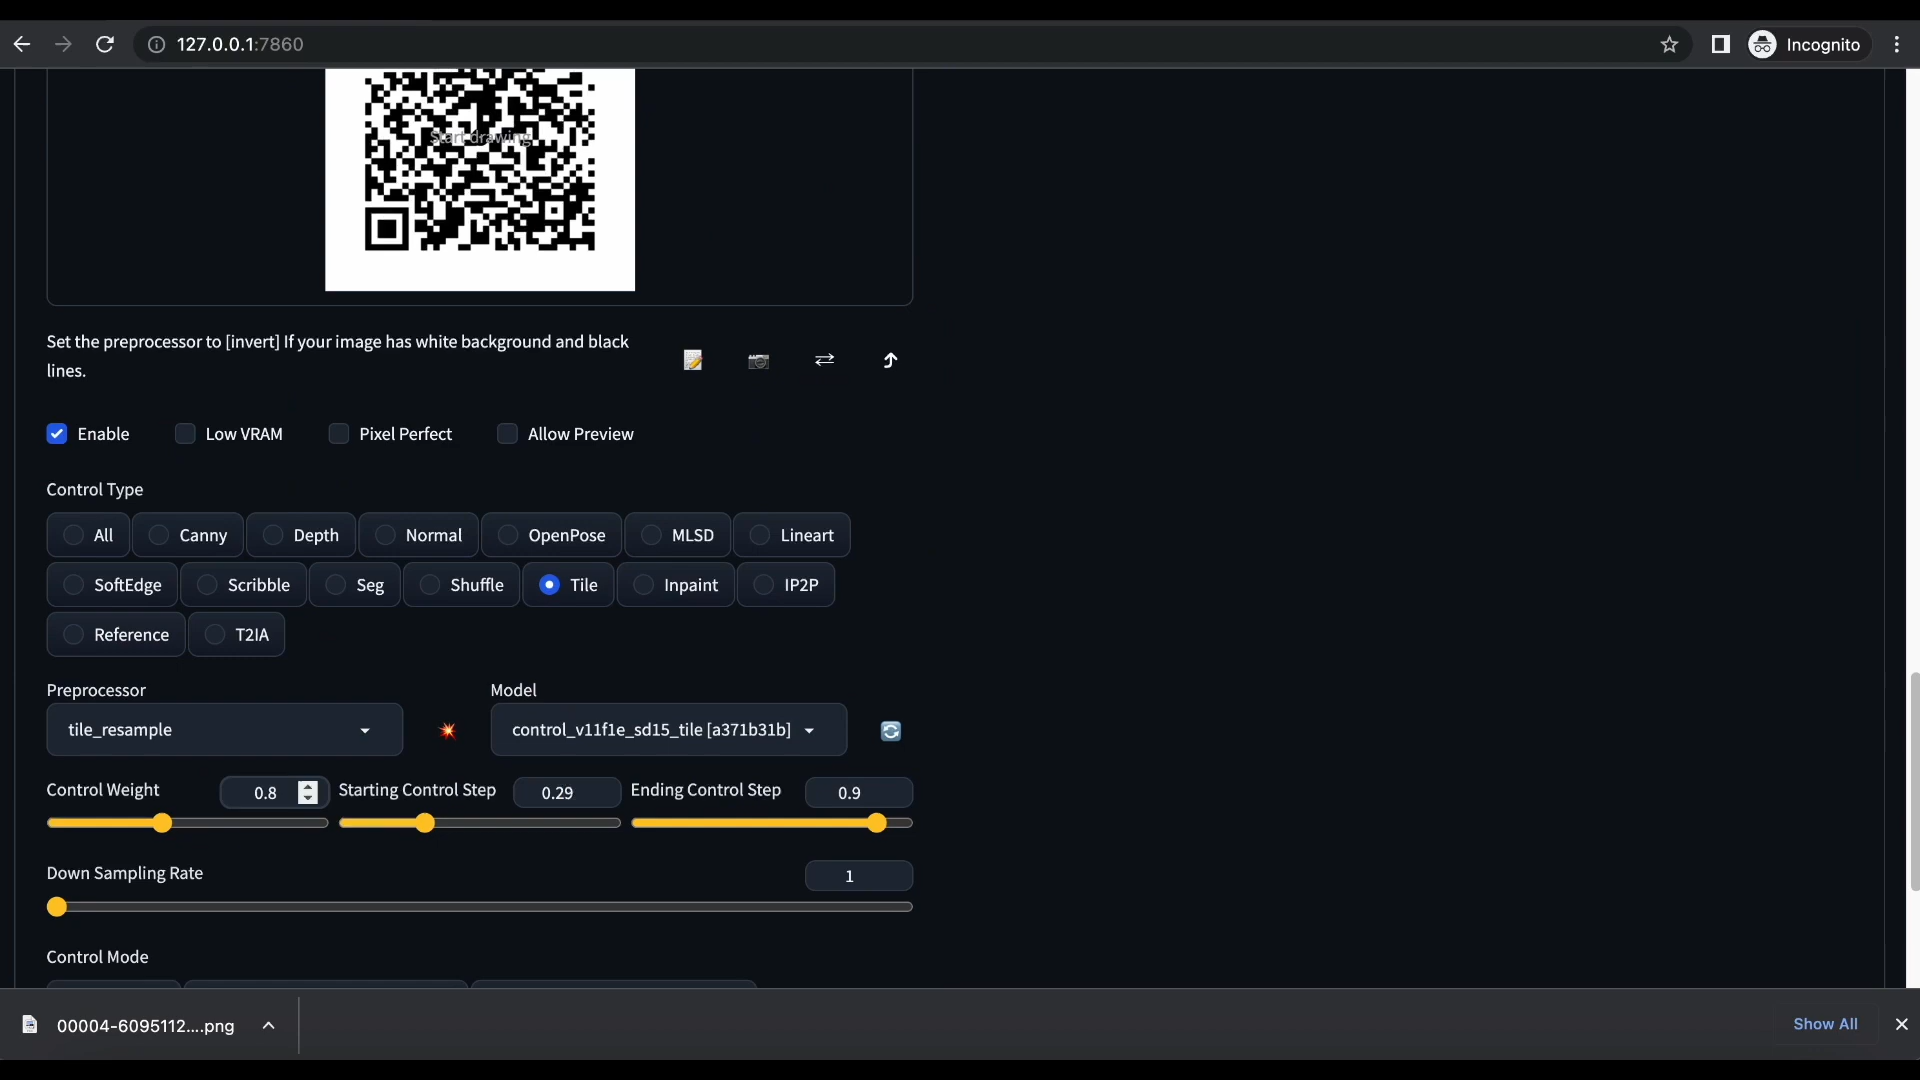 127.0.0.1:7860
Incognito
Start drawing
Set the preprocessor to [invert] If your image has white background and black
lines.
Enable
Low VRAM
Pixel Perfect
Allow Preview
Control Type
All
Canny
Depth
Normal
OpenPose
MLSD
Lineart
SoftEdge
Scribble
Seg
Shuffle
Tile
Inpaint
IP2P
Reference
T2IA
Preprocessor
Model
tile_resample
control_v11f1e_sd15_tile [a371b31b]
Control Weight
0.8
Starting Control Step
0.29
Ending Control Step
0.9
Down Sampling Rate
1
Control Mode
00004-6095112....png
Show All